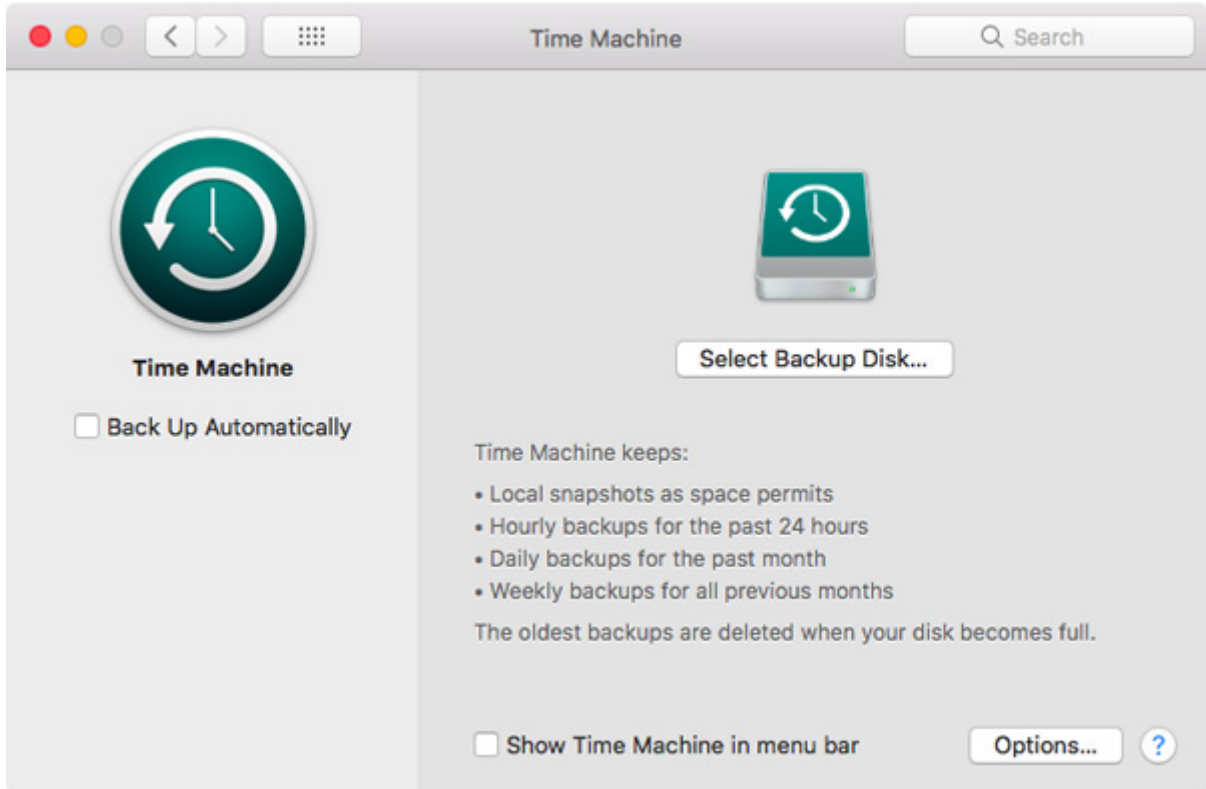 Time Machine
Search
Time Machine
Back Up Automatically
Select Backup Disk...
Time Machine keeps:
• Local snapshots as space permits
• Hourly backups for the past 24 hours
• Daily backups for the past month
• Weekly backups for all previous months
The oldest backups are deleted when your disk becomes full.
Show Time Machine in menu bar
Options...
?